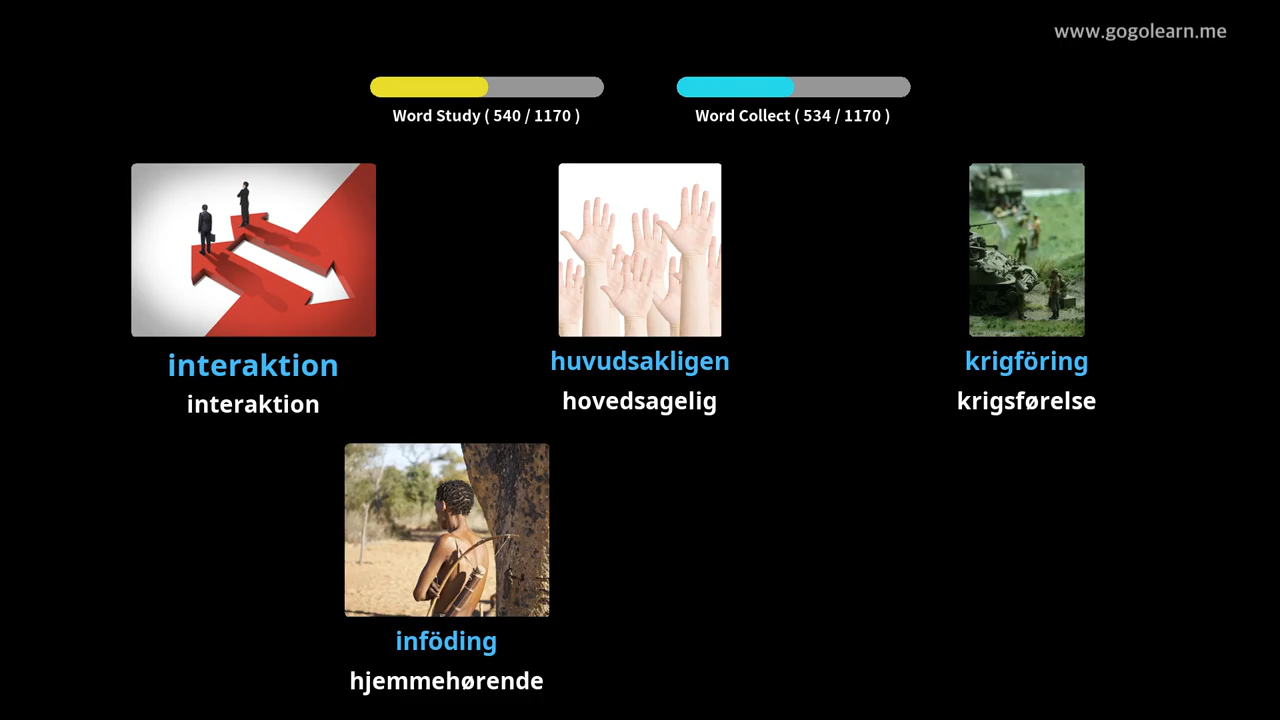 www.gogolearn.me
Word Study ( 540 / 1170 )
Word Collect ( 534 / 1170 )
interaktion
interaktion
huvudsakligen
hovedsagelig
krigföring
krigsførelse
inföding
hjemmehørende